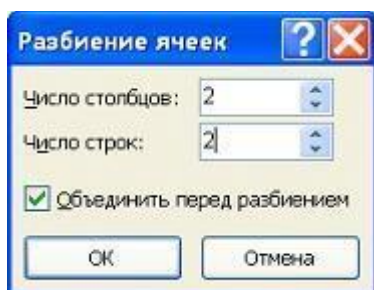 Разбиение ячеек
Число столбцов: 2
Число строк: 2
Объединить перед разбиением
ОК Отмена